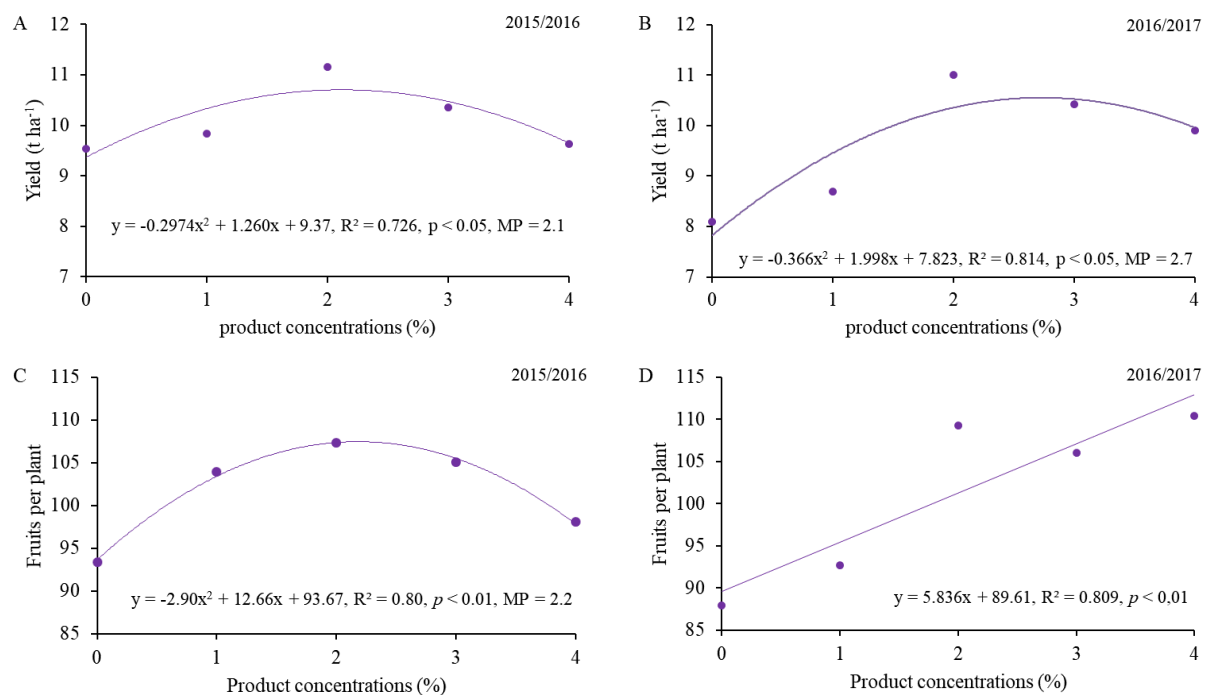 A
2015/2016
12
11
10
9
8
7
Yield (t ha⁻¹)
y = -0.2974x² + 1.260x + 9.37, R² = 0.726, p < 0.05, MP = 2.1
0 1 2 3 4
product concentrations (%)
B
2016/2017
12
11
10
9
8
7
Yield (t ha⁻¹)
y = -0.366x² + 1.998x + 7.823, R² = 0.814, p < 0.05, MP = 2.7
0 1 2 3 4
product concentrations (%)
C
2015/2016
115
110
105
100
95
90
85
Fruits per plant
y = -2.90x² + 12.66x + 93.67, R² = 0.80, p < 0.01, MP = 2.2
0 1 2 3 4
Product concentrations (%)
D
2016/2017
115
110
105
100
95
90
85
Fruits per plant
y = 5.836x + 89.61, R² = 0.809, p < 0,01
0 1 2 3 4
Product concentrations (%)